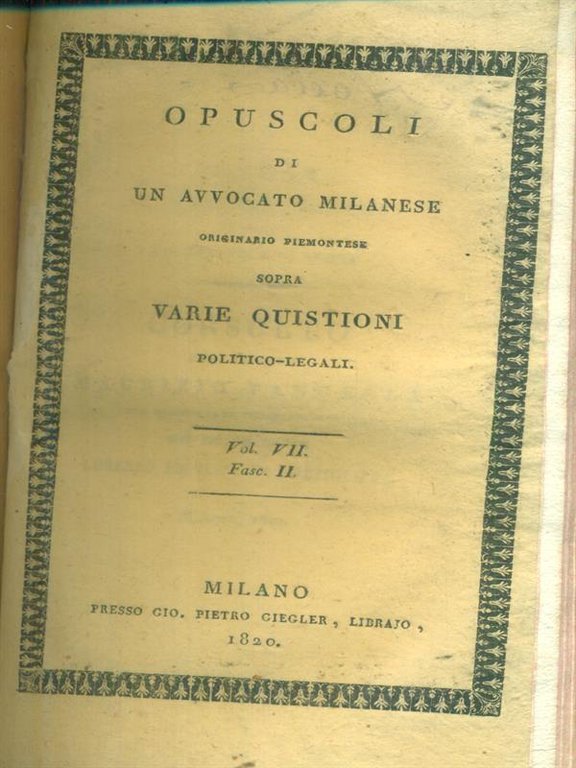 OPUSCOLI
DI
UN AVVOCATO MILANESE
ORIGINARIO PIEMONTESE
SOPRA
VARIE QUISTIONI
POLITICO-LEGALI.
Vol. VII.
Fasc. II.
MILANO
PRESSO GIO. PIETRO GIEGLER, LIBRAJO,
1820.